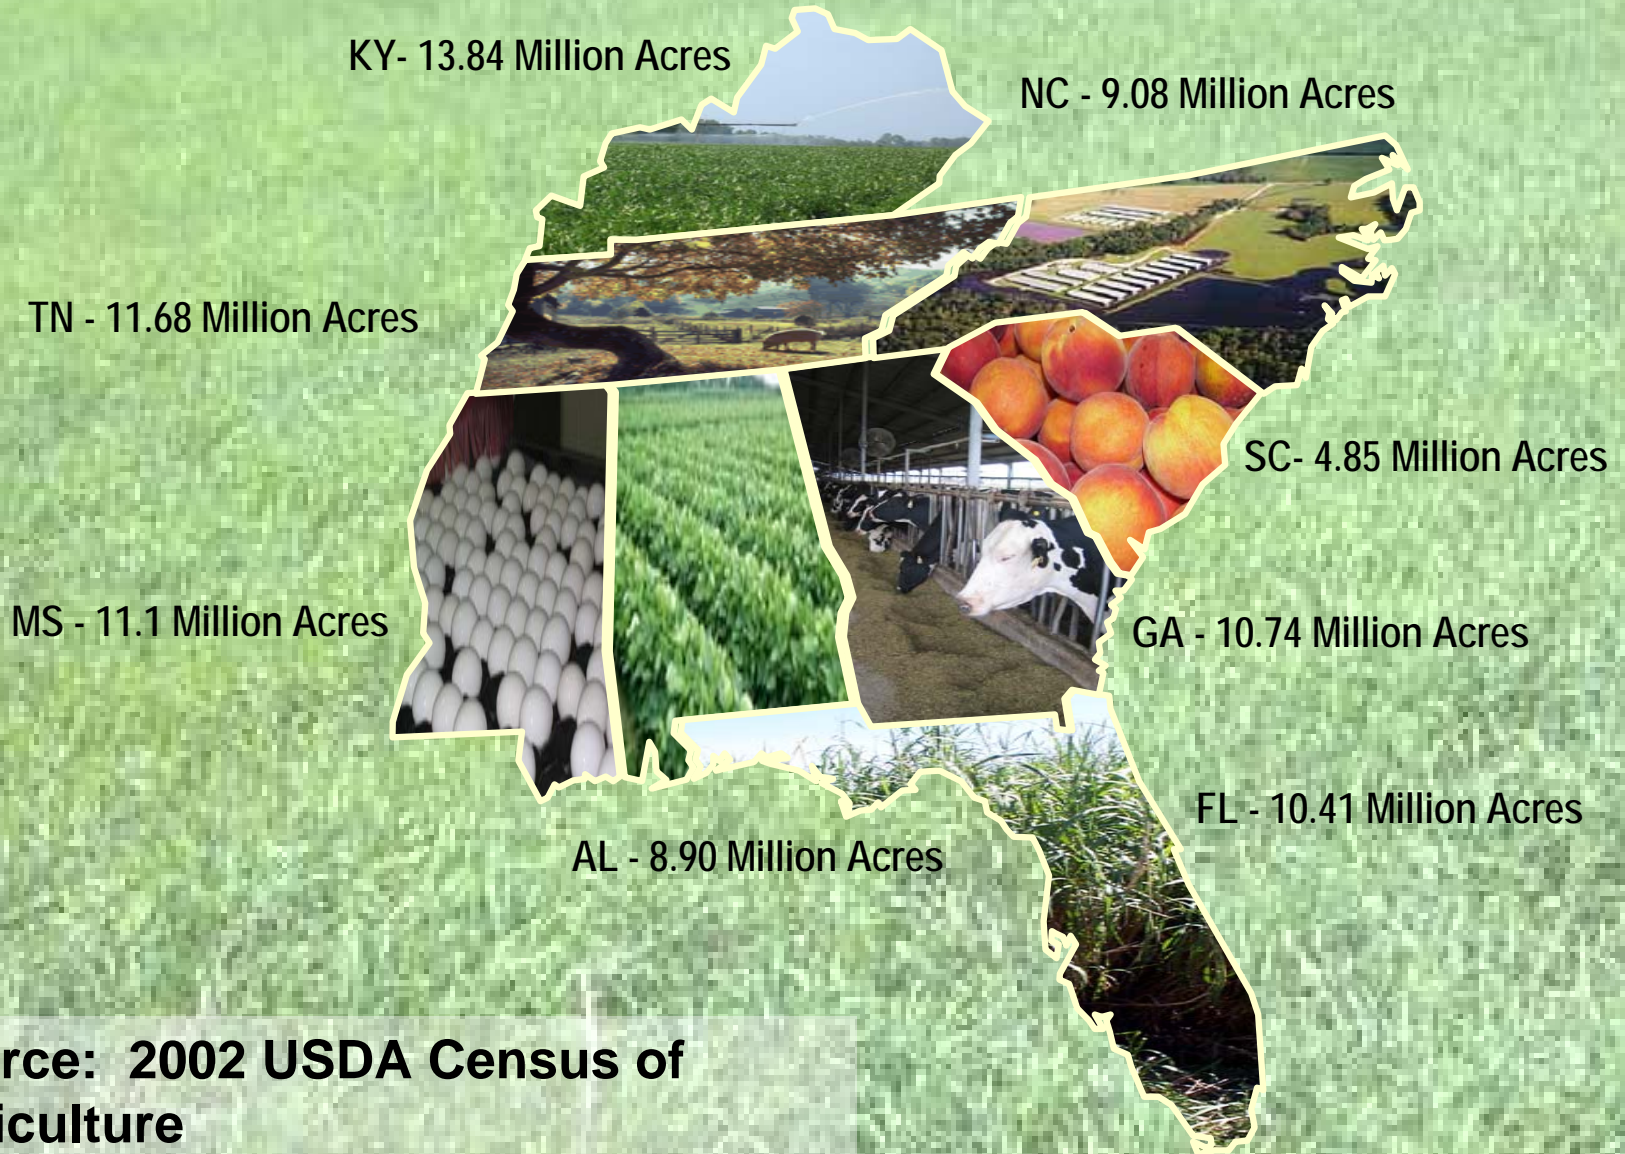 KY- 13.84 Million Acres
NC - 9.08 Million Acres
TN - 11.68 Million Acres
SC- 4.85 Million Acres
MS - 11.1 Million Acres
GA - 10.74 Million Acres
FL - 10.41 Million Acres
AL - 8.90 Million Acres
rce: 2002 USDA Census of
iculture